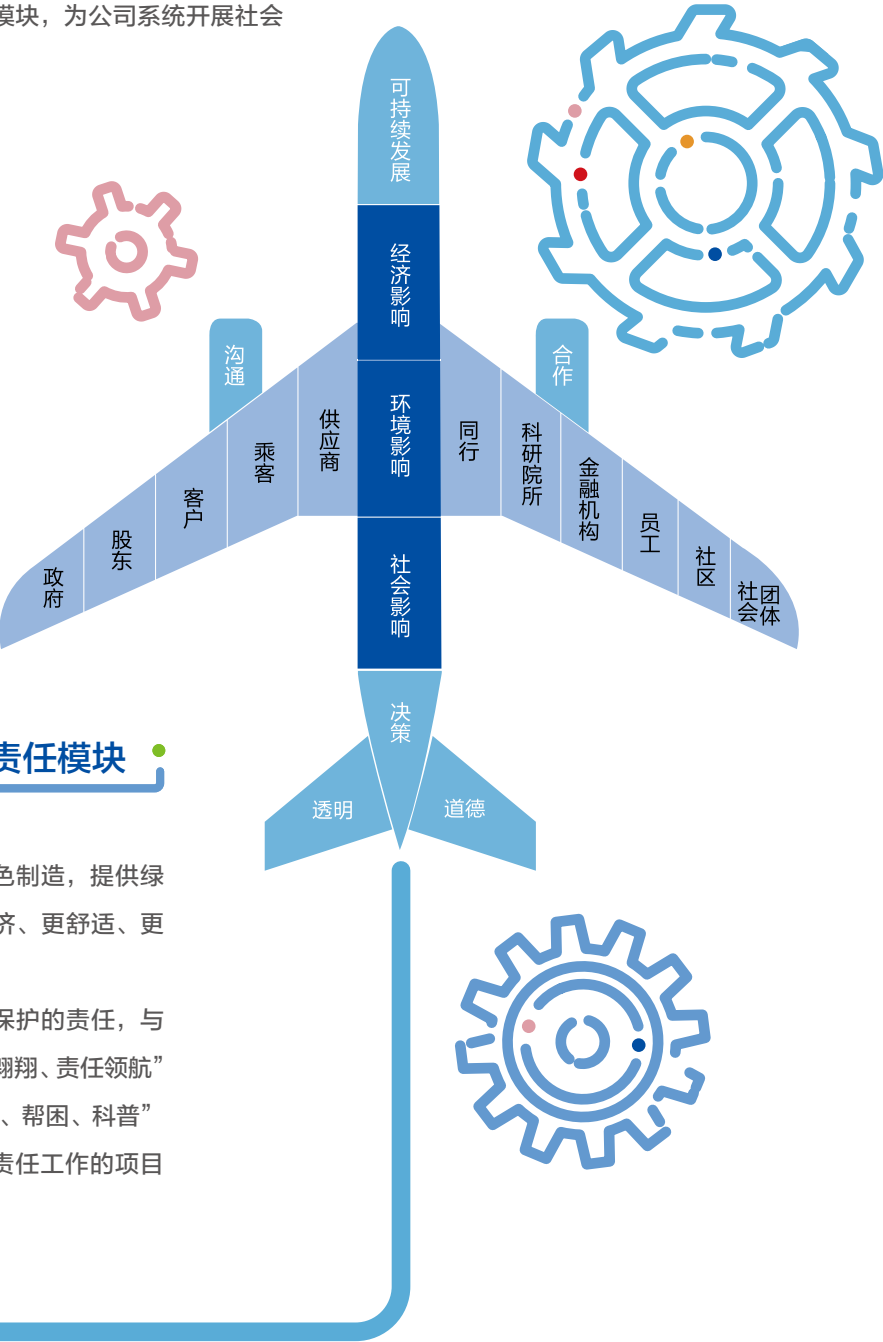 模块，为公司系统开展社会
可持续发展
经济影响
环境影响
社会影响
沟通
合作
政府
股东
客户
乘客
供应商
同行
科研院所
金融机构
员工
社区
社会
团体
决策
透明
道德
责任模块
色制造，提供绿
济、更舒适、更
保护的责任，与
翱翔、责任领航”
、帮困、科普”
责任工作的项目